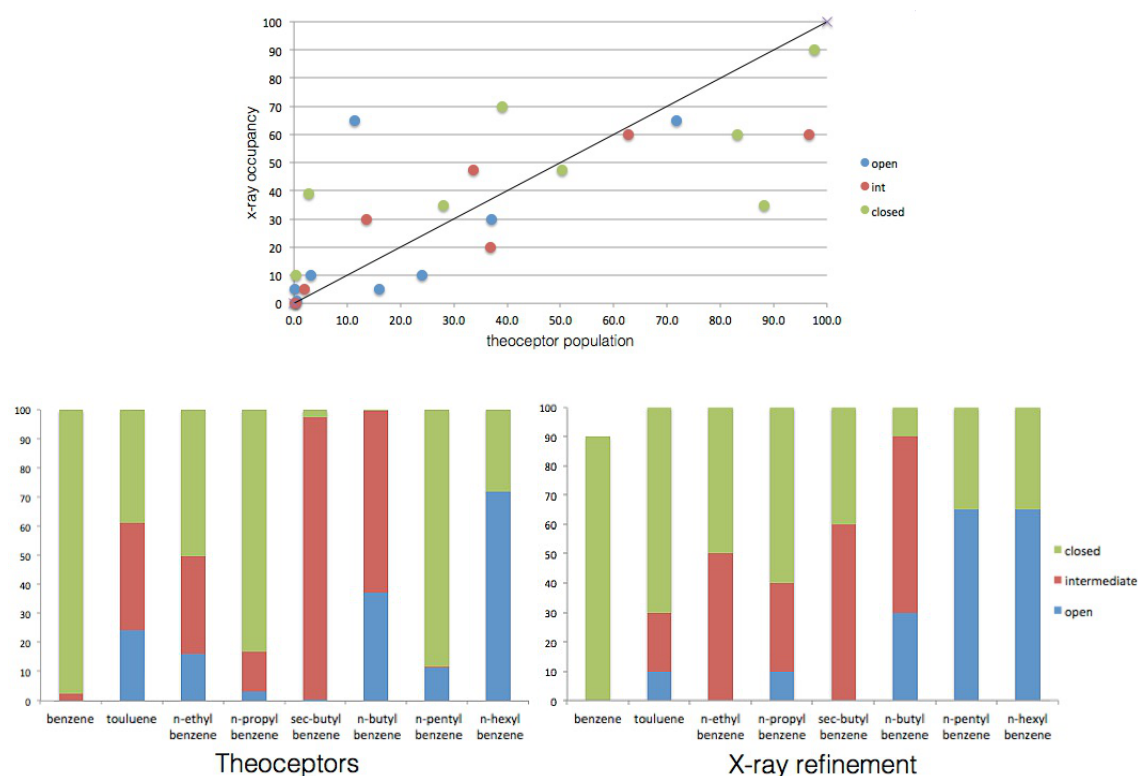 100
90
80
70
60
50
40
30
20
10
0
x-ray occupancy
0.0 10.0 20.0 30.0 40.0 50.0 60.0 70.0 80.0 90.0 100.0
theoceptor population
open
int
closed
100
90
80
70
60
50
40
30
20
10
0
benzene touluene n-ethyl n-propyl sec-butyl n-butyl n-pentyl n-hexyl
benzene benzene benzene benzene benzene benzene
Theoceptors
100
90
80
70
60
50
40
30
20
10
0
benzene touluene n-ethyl n-propyl sec-butyl n-butyl n-pentyl n-hexyl
benzene benzene benzene benzene benzene benzene
closed
intermediate
open
X-ray refinement